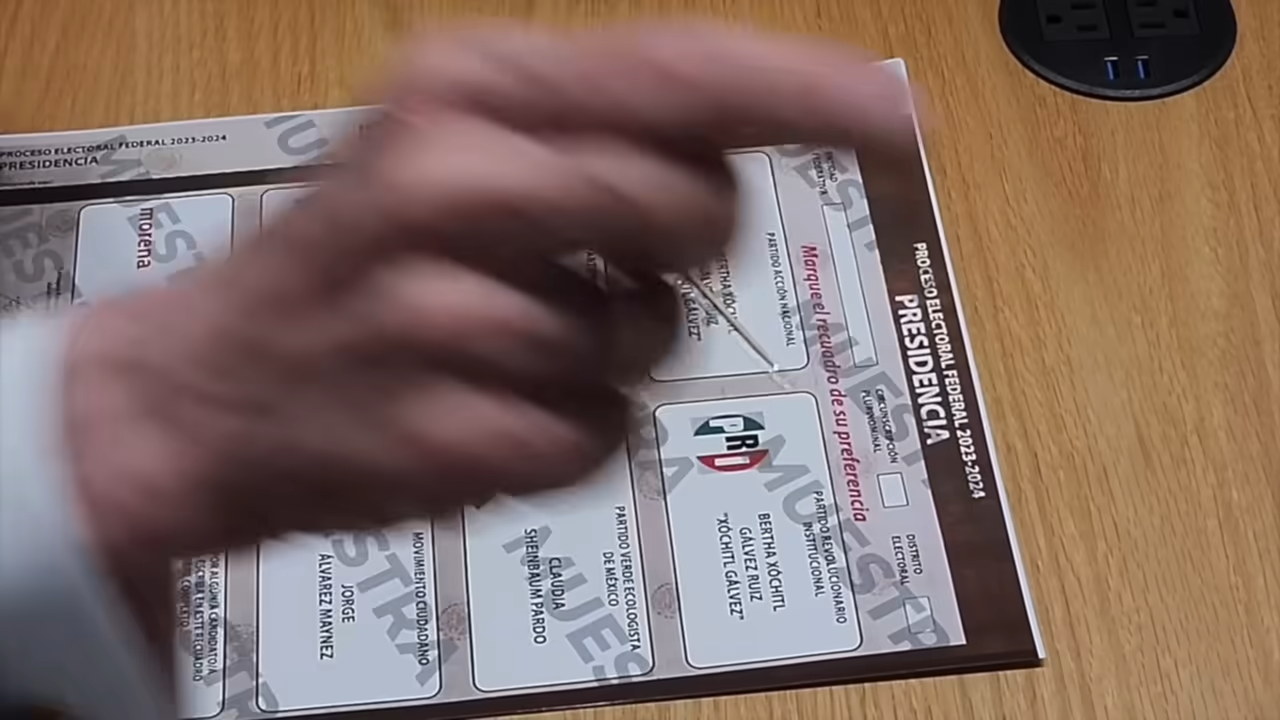 PROCESO ELECTORAL FEDERAL 2023-2024
PRESIDENCIA
PROCESO ELECTORAL FEDERAL 2023-2024
PRESIDENCIA
ENTIDAD
FEDERATIVA
CIRCUNSCRIPCIÓN
PLURINOMINAL
DISTRITO
ELECTORAL
Marque el recuadro de su preferencia
PARTIDO ACCIÓN NACIONAL
PRI
PARTIDO REVOLUCIONARIO
INSTITUCIONAL
BERTHA XÓCHITL
GÁLVEZ RUIZ
"XÓCHITL GÁLVEZ"
PARTIDO VERDE ECOLOGISTA
DE MÉXICO
CLAUDIA
SHEINBAUM PARDO
MOVIMIENTO CIUDADANO
JORGE
ÁLVAREZ MAYNEZ
morena
MUESTRA